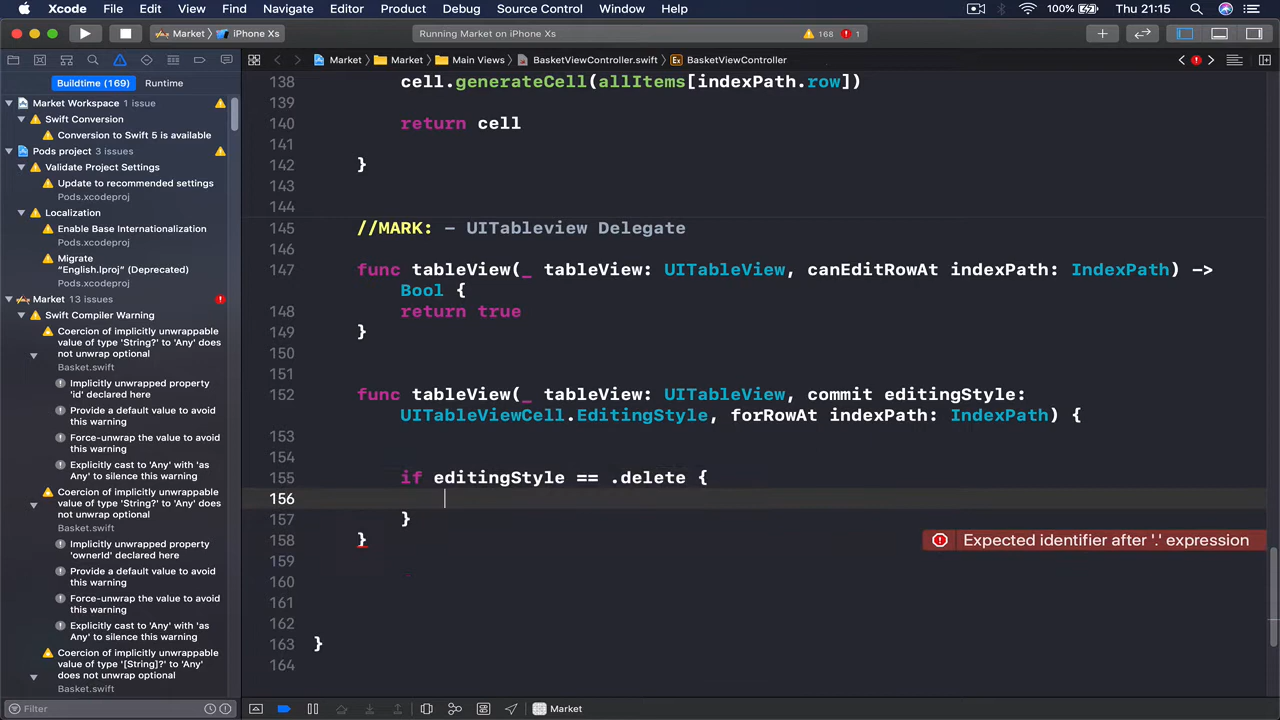 Xcode File Edit View Find Navigate Editor Product Debug Source Control Window Help 100% Thu 21:15
Market iPhone Xs Running Market on iPhone Xs 168 1
Market Market Main Views BasketViewController.swift BasketViewController
Buildtime (169) Runtime
Market Workspace 1 issue
Swift Conversion
Conversion to Swift 5 is available
Pods project 3 issues
Validate Project Settings
Update to recommended settings
Pods.xcodeproj
Localization
Enable Base Internationalization
Pods.xcodeproj
Migrate
“English.lproj” (Deprecated)
Pods.xcodeproj
Market 13 issues
Swift Compiler Warning
Coercion of implicitly unwrappable
value of type 'String?' to 'Any' does
not unwrap optional
Basket.swift
Implicitly unwrapped property
'id' declared here
Provide a default value to avoid
this warning
Force-unwrap the value to avoid
this warning
Explicitly cast to 'Any' with 'as
Any' to silence this warning
Coercion of implicitly unwrappable
value of type 'String?' to 'Any' does
not unwrap optional
Basket.swift
Implicitly unwrapped property
'ownerId' declared here
Provide a default value to avoid
this warning
Force-unwrap the value to avoid
this warning
Explicitly cast to 'Any' with 'as
Any' to silence this warning
Coercion of implicitly unwrappable
value of type '[String]?' to 'Any'
does not unwrap optional
Basket.swift
Filter
138 cell.generateCell(allItems[indexPath.row])
139
140 return cell
141
142 }
143
144
145 //MARK: - UITableview Delegate
146
147 func tableView(_ tableView: UITableView, canEditRowAt indexPath: IndexPath) ->
Bool {
148 return true
149 }
150
151
152 func tableView(_ tableView: UITableView, commit editingStyle:
UITableViewCell.EditingStyle, forRowAt indexPath: IndexPath) {
153
154
155 if editingStyle == .delete {
156
157 }
158 } Expected identifier after '.' expression
159
160
161
162
163 }
164
Market